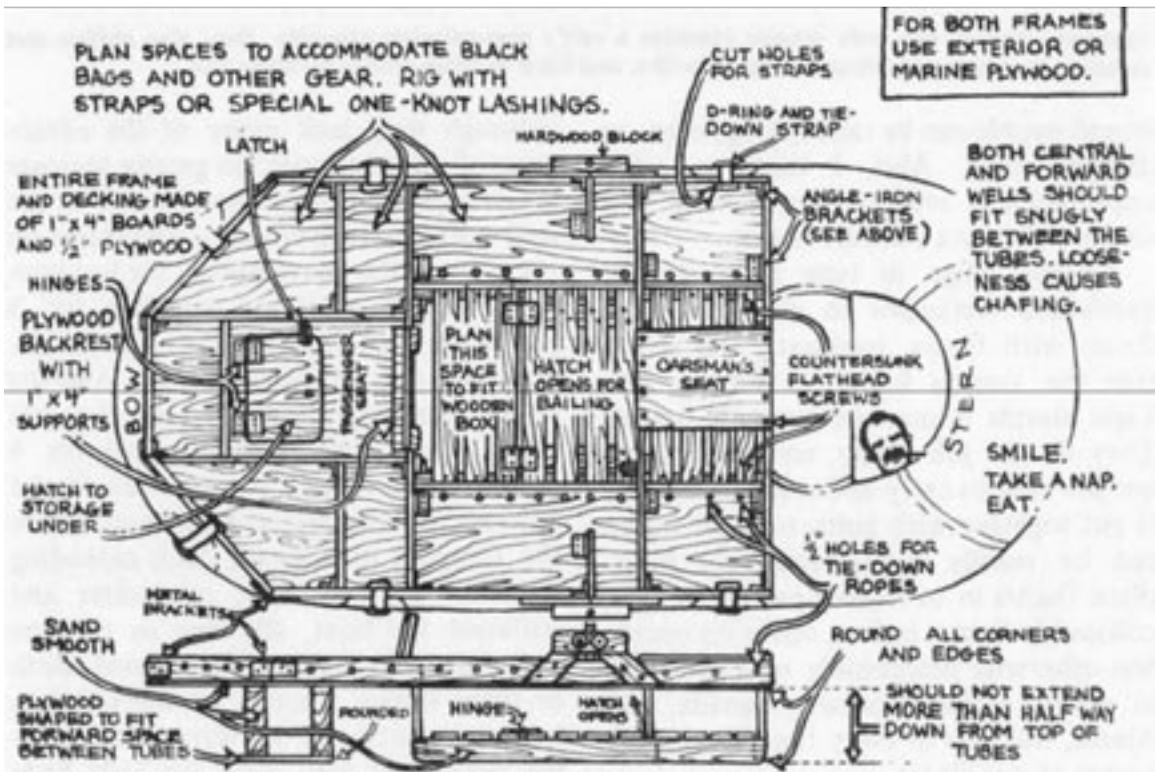 FOR BOTH FRAMES
USE EXTERIOR OR
MARINE PLYWOOD.
PLAN SPACES TO ACCOMMODATE BLACK
BAGS AND OTHER GEAR. RIG WITH
STRAPS OR SPECIAL ONE-KNOT LASHINGS.
CUT HOLES
FOR STRAPS
D-RING AND TIE-
DOWN STRAP
HARDWOOD BLOCK
LATCH
ENTIRE FRAME
AND DECKING MADE
OF 1"x 4" BOARDS
AND 1/2" PLYWOOD
ANGLE-IRON
BRACKETS
(SEE ABOVE)
BOTH CENTRAL
AND FORWARD
WELLS SHOULD
FIT SNUGLY
BETWEEN THE
TUBES. LOOSE-
NESS CAUSES
CHAFING.
HINGES
PLYWOOD
BACKREST
WITH
1"x 4"
SUPPORTS
BOW
PASSENGER
SEAT
PLAN
THIS
SPACE
TO FIT
WOODEN
BOX
HATCH
OPENS FOR
BAILING
OARSMAN'S
SEAT
COUNTERSUNK
FLATHEAD
SCREWS
STERN
SMILE.
TAKE A NAP.
EAT.
HATCH TO
STORAGE
UNDER
1/2" HOLES FOR
TIE-DOWN
ROPES
METAL
BRACKETS
SAND
SMOOTH
ROUND ALL CORNERS
AND EDGES
PLYWOOD
SHAPED TO FIT
FORWARD SPACE
BETWEEN TUBES
ROUNDED
HINGE
HATCH
OPENS
SHOULD NOT EXTEND
MORE THAN HALF WAY
DOWN FROM TOP OF
TUBES